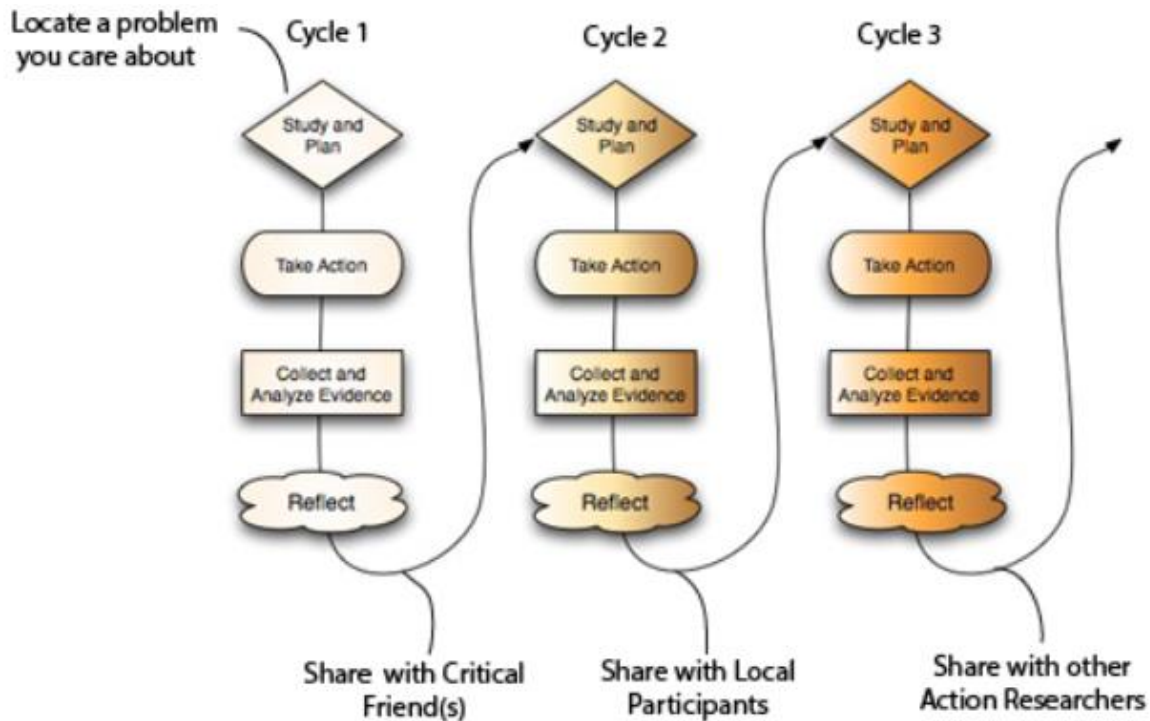 Locate a problem
you care about
Cycle 1
Study and
Plan
Take Action
Collect and
Analyze Evidence
Reflect
Share with Critical
Friend(s)
Cycle 2
Study and
Plan
Take Action
Collect and
Analyze Evidence
Reflect
Share with Local
Participants
Cycle 3
Study and
Plan
Take Action
Collect and
Analyze Evidence
Reflect
Share with other
Action Researchers